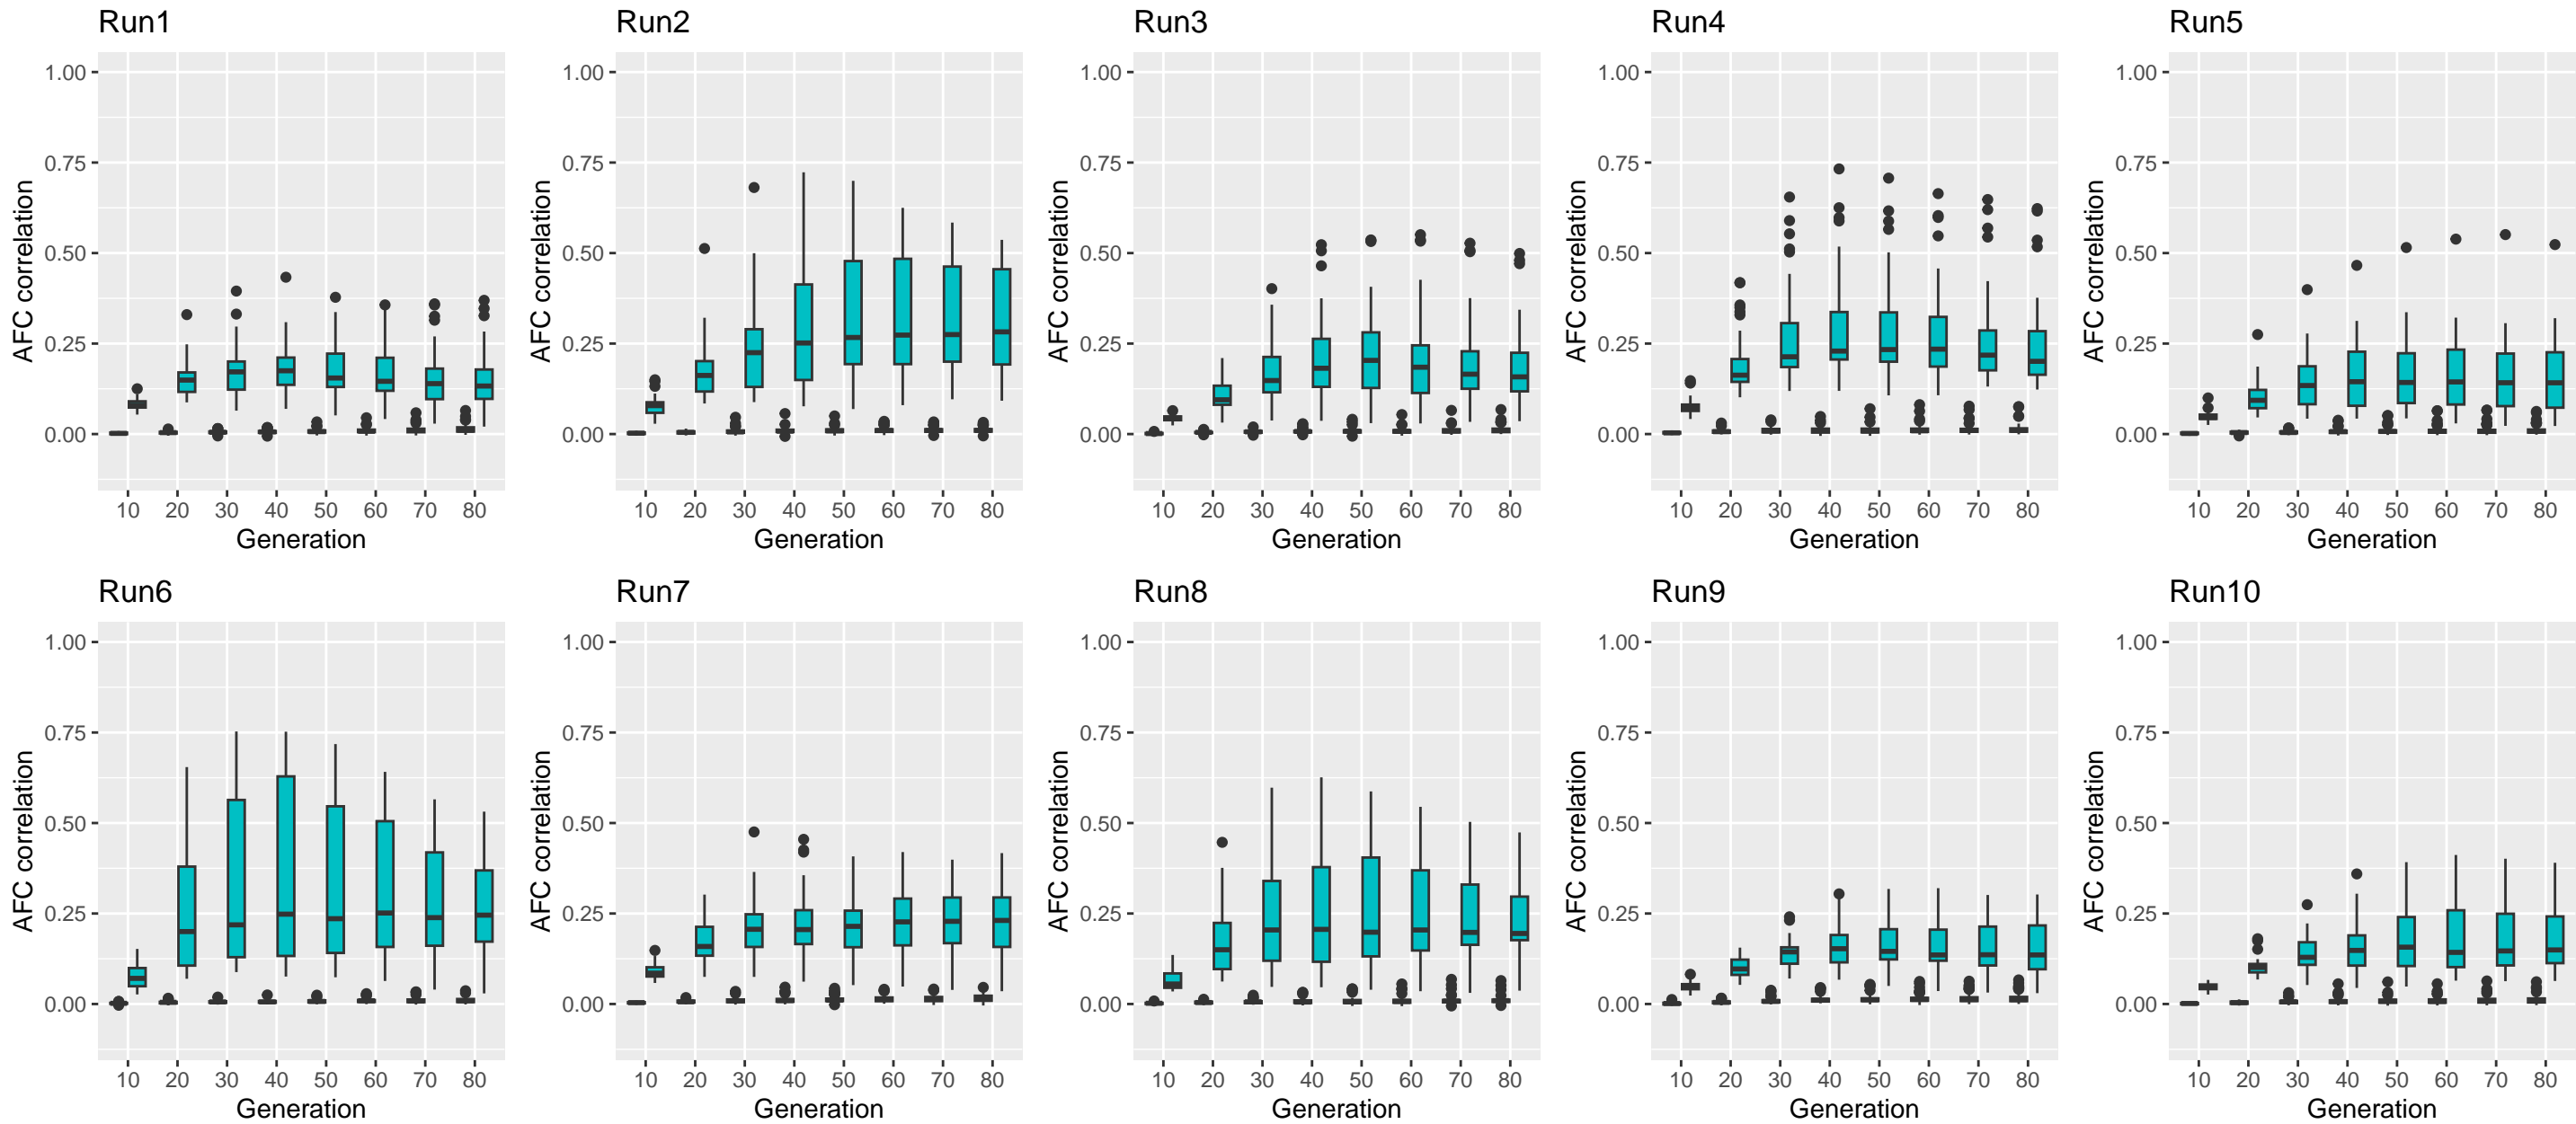 Run1 Run2 Run3 Run4 Run5
1.00 1.00 1.00 1.00 1.00
0.75 0.75 0.75 0.75 0.75
0.50 0.50 0.50 0.50 0.50
0.25 0.25 0.25 0.25 0.25
0.00 0.00 0.00 0.00 0.00
AFC correlation AFC correlation AFC correlation AFC correlation AFC correlation
10 20 30 40 50 60 70 80 10 20 30 40 50 60 70 80 10 20 30 40 50 60 70 80 10 20 30 40 50 60 70 80 10 20 30 40 50 60 70 80
Generation Generation Generation Generation Generation
Run6 Run7 Run8 Run9 Run10
1.00 1.00 1.00 1.00 1.00
0.75 0.75 0.75 0.75 0.75
0.50 0.50 0.50 0.50 0.50
0.25 0.25 0.25 0.25 0.25
0.00 0.00 0.00 0.00 0.00
AFC correlation AFC correlation AFC correlation AFC correlation AFC correlation
10 20 30 40 50 60 70 80 10 20 30 40 50 60 70 80 10 20 30 40 50 60 70 80 10 20 30 40 50 60 70 80 10 20 30 40 50 60 70 80
Generation Generation Generation Generation Generation